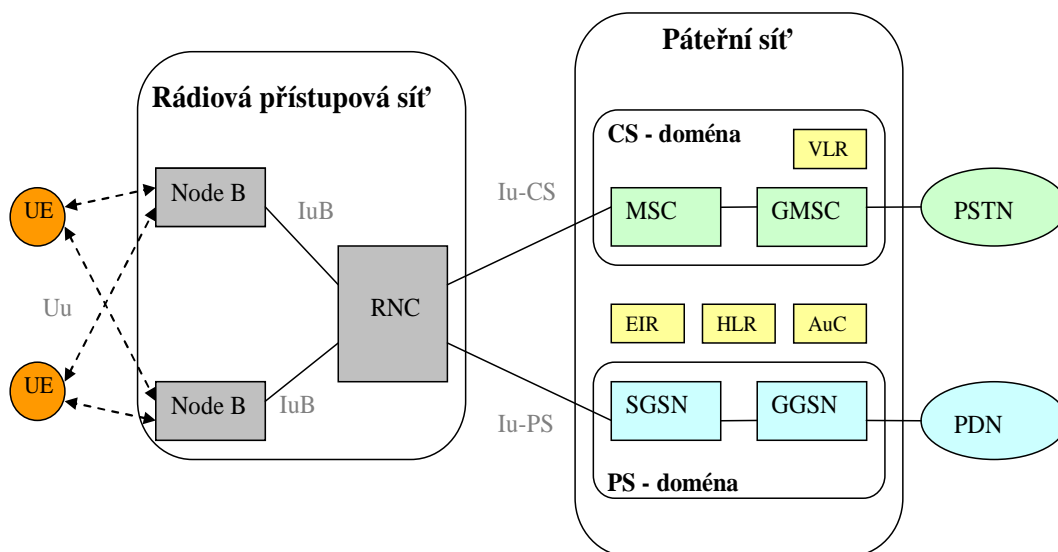 Páteřní síť
Rádiová přístupová síť
CS - doména
VLR
Node B
UE
IuB
Iu-CS
MSC
GMSC
PSTN
Uu
RNC
EIR
HLR
AuC
UE
Node B
IuB
Iu-PS
SGSN
GGSN
PDN
PS - doména